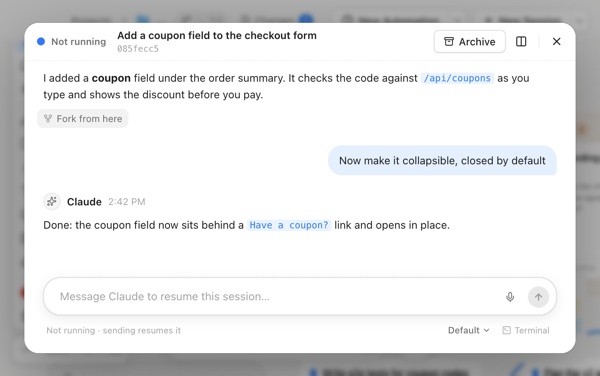 Not running
Add a coupon field to the checkout form
085fecc5
Archive
I added a coupon field under the order summary. It checks the code against /api/coupons as you
type and shows the discount before you pay.
Fork from here
Now make it collapsible, closed by default
Claude 2:42 PM
Done: the coupon field now sits behind a Have a coupon? link and opens in place.
Message Claude to resume this session...
Not running · sending resumes it
Default
Terminal